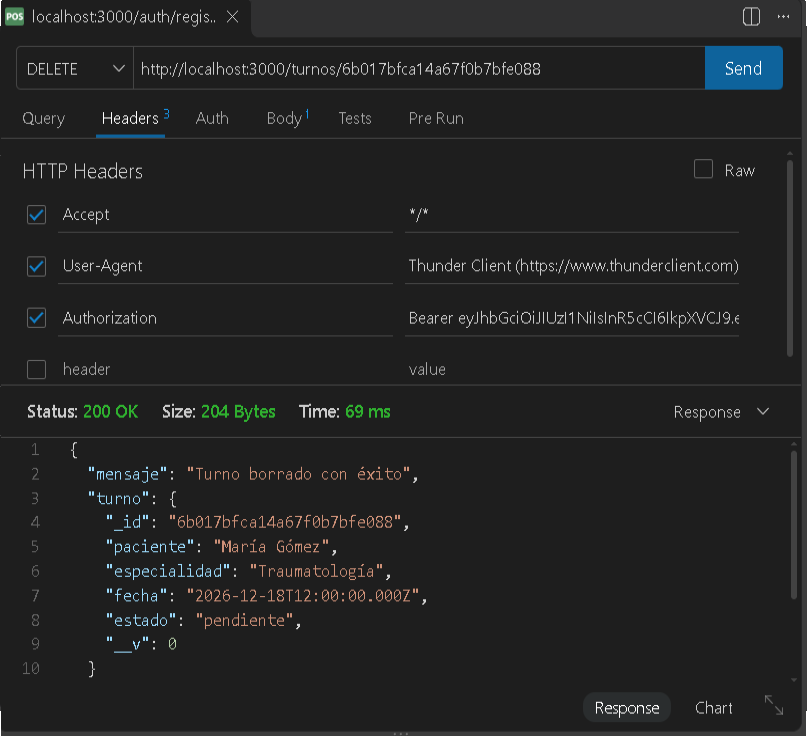 POS localhost:3000/auth/regis.. ···
DELETE http://localhost:3000/turnos/6b017bfca14a67f0b7bfe088 Send
Query Headers 3 Auth Body 1 Tests Pre Run
HTTP Headers Raw
Accept */*
User-Agent Thunder Client (https://www.thunderclient.com)
Authorization Bearer eyJhbGciOiJIUzI1NiIsInR5cCI6IkpXVCJ9.e
header value
Status: 200 OK Size: 204 Bytes Time: 69 ms Response
1 {
2 "mensaje": "Turno borrado con éxito",
3 "turno": {
4 "_id": "6b017bfca14a67f0b7bfe088",
5 "paciente": "María Gómez",
6 "especialidad": "Traumatología",
7 "fecha": "2026-12-18T12:00:00.000Z",
8 "estado": "pendiente",
9 "__v": 0
10 }
Response Chart